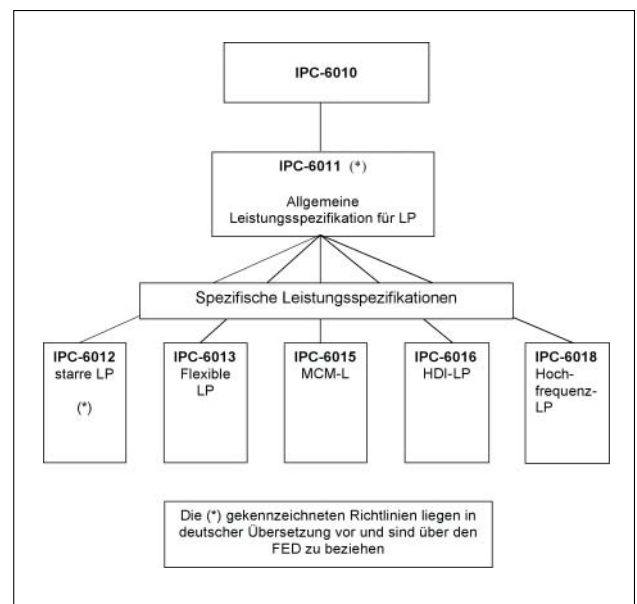 IPC-6010
IPC-6011 (*)
Allgemeine
Leistungsspezifikation für LP
Spezifische Leistungsspezifikationen
IPC-6012
starre LP
(*)
IPC-6013
Flexible
LP
IPC-6015
MCM-L
IPC-6016
HDI-LP
IPC-6018
Hoch-
frequenz-
LP
Die (*) gekennzeichneten Richtlinien liegen in
deutscher Übersetzung vor und sind über den
FED zu beziehen